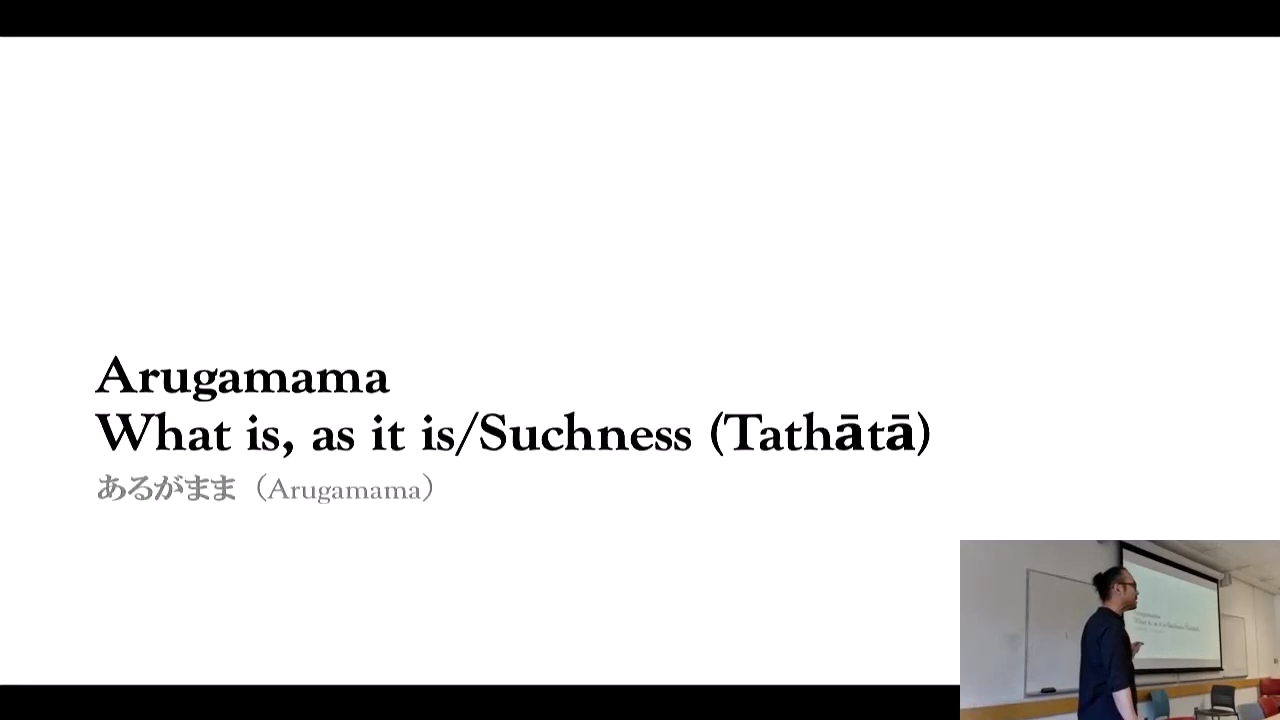 Arugamama
What is, as it is/Suchness (Tathātā)
あるがまま（Arugamama）